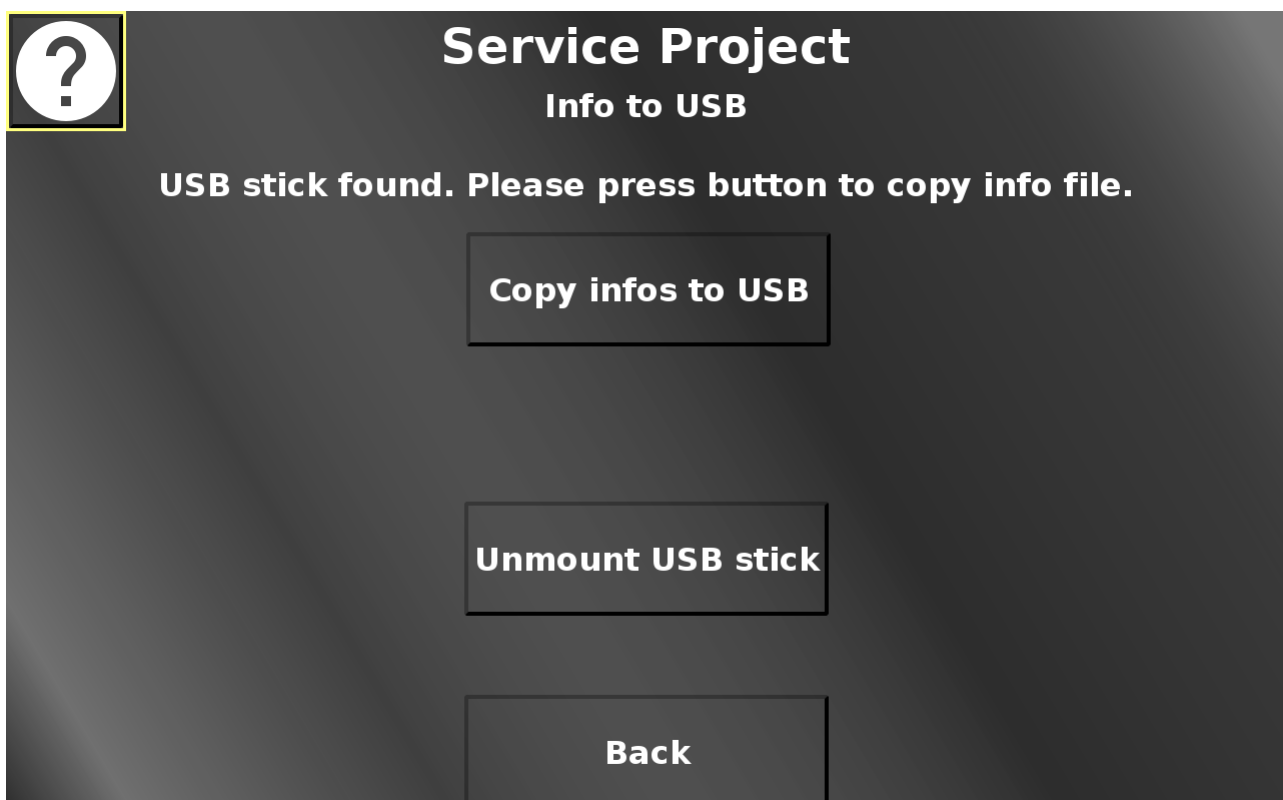 ?
Service Project
Info to USB
USB stick found. Please press button to copy info file.
Copy infos to USB
Unmount USB stick
Back